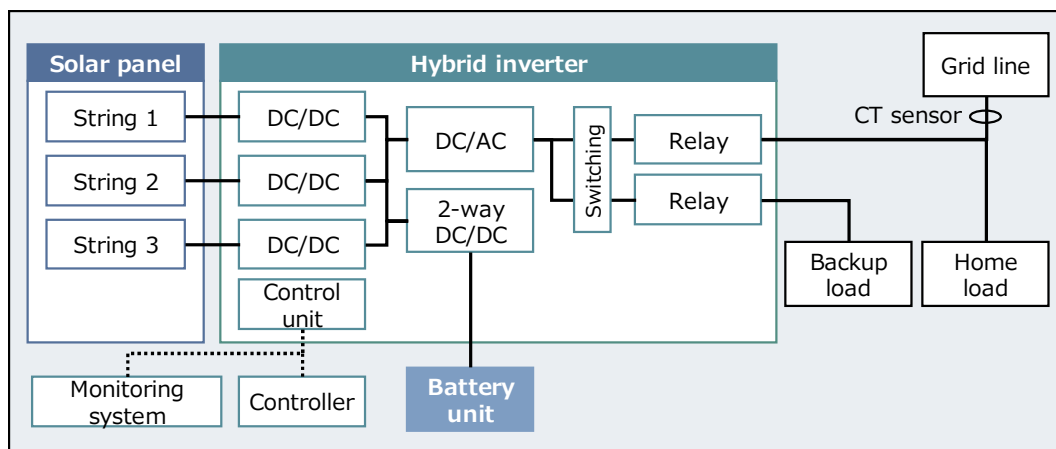 Solar panel
String 1
String 2
String 3
Hybrid inverter
DC/DC
DC/DC
DC/DC
Control
unit
DC/AC
2-way
DC/DC
Switching
Relay
Relay
Grid line
CT sensor
Backup
load
Home
load
Monitoring
system
Controller
Battery
unit